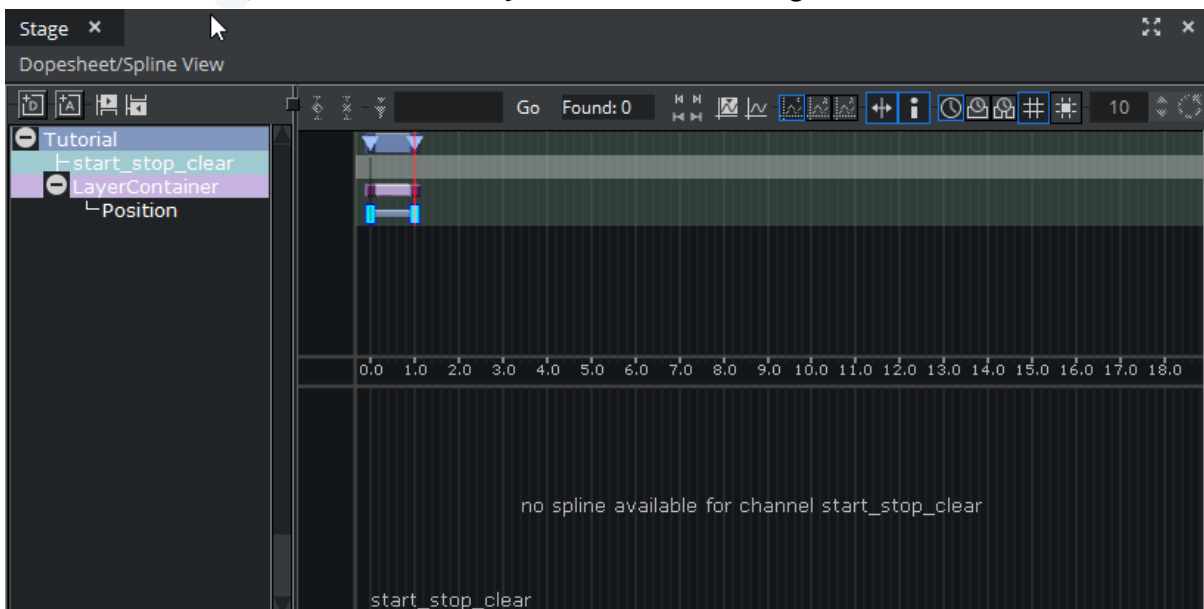 Stage
Dopesheet/Spline View
Go Found: 0 10
Tutorial
start_stop_clear
LayerContainer
Position
0.0 1.0 2.0 3.0 4.0 5.0 6.0 7.0 8.0 9.0 10.0 11.0 12.0 13.0 14.0 15.0 16.0 17.0 18.0
no spline available for channel start_stop_clear
start_stop_clear